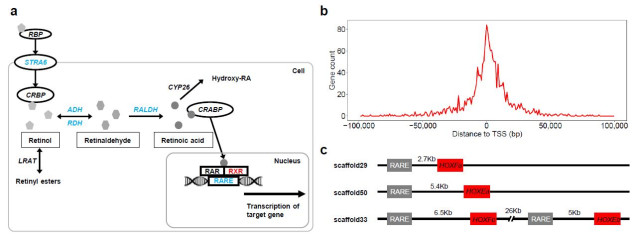 a
RBP
STRA6
CRBP
Cell
CYP26
Hydroxy-RA
ADH
RALDH
CRABP
RDH
Retinol
Retinaldehyde
Retinoic acid
LRAT
Retinyl esters
Nucleus
RAR RXR
RARE
Transcription of
target gene
b
Gene count
80
60
40
20
0
-100,000 -50,000 0 50,000 100,000
Distance to TSS (bp)
c
scaffold29 RARE 2.7Kb
scaffold50 RARE 5.4Kb
scaffold33 RARE 6.5Kb 26Kb RARE 5Kb